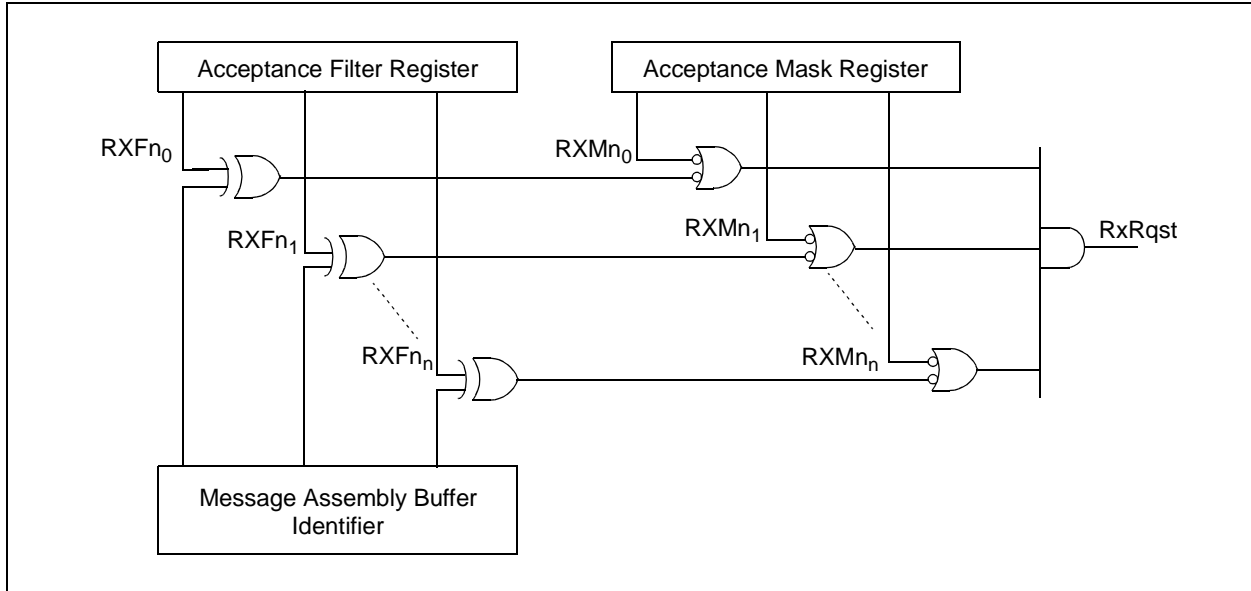 Acceptance Filter Register
Acceptance Mask Register
RXFn0
RXMn0
RXFn1
RXMn1
RxRqst
RXFnn
RXMnn
Message Assembly Buffer
Identifier